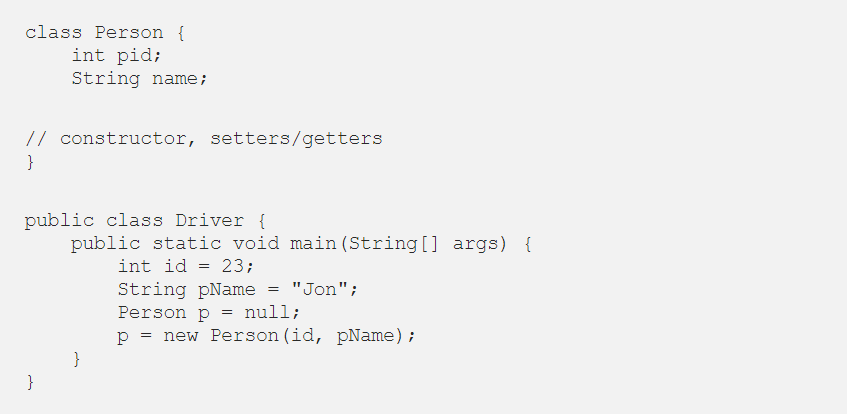 class Person {
    int pid;
    String name;

// constructor, setters/getters
}

public class Driver {
    public static void main(String[] args) {
        int id = 23;
        String pName = "Jon";
        Person p = null;
        p = new Person(id, pName);
    }
}